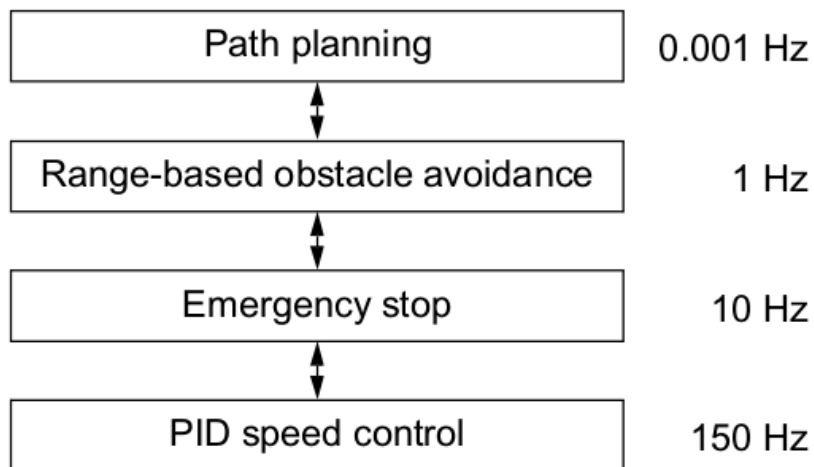 Path planning 0.001 Hz
Range-based obstacle avoidance 1 Hz
Emergency stop 10 Hz
PID speed control 150 Hz